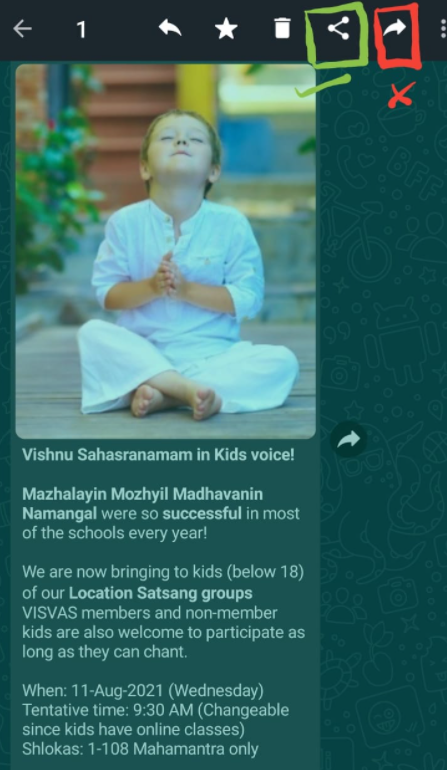 1
Vishnu Sahasranamam in Kids voice!
Mazhalayin Mozhyil Madhavanin
Namangal were so successful in most
of the schools every year!
We are now bringing to kids (below 18)
of our Location Satsang groups
VISVAS members and non-member
kids are also welcome to participate as
long as they can chant.
When: 11-Aug-2021 (Wednesday)
Tentative time: 9:30 AM (Changeable
since kids have online classes)
Shlokas: 1-108 Mahamantra only